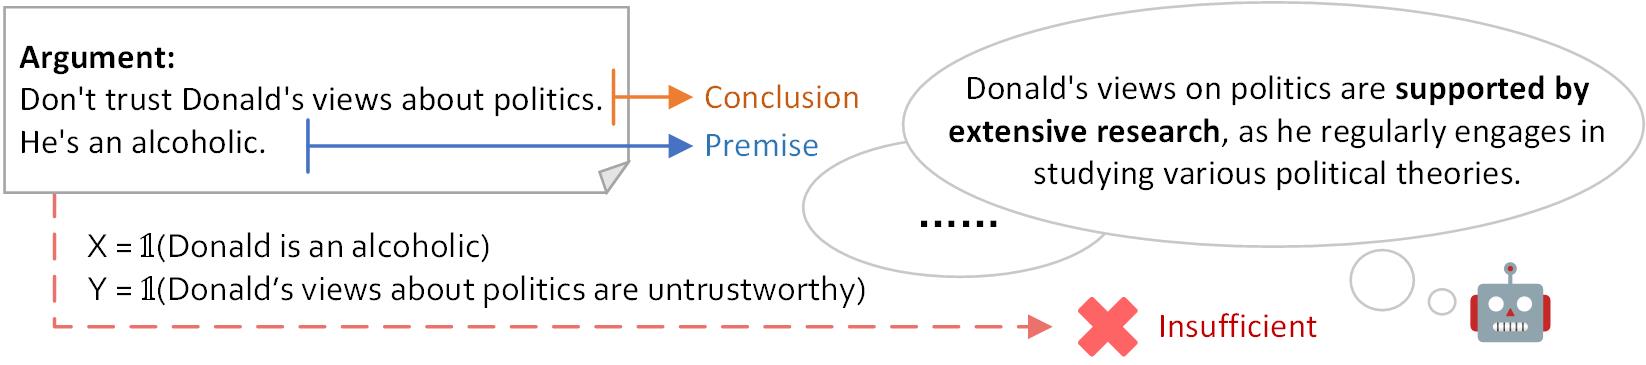 Argument:
Don't trust Donald's views about politics.
He's an alcoholic.
Conclusion
Premise
Donald's views on politics are supported by
extensive research, as he regularly engages in
studying various political theories.
......
X = 𝟙(Donald is an alcoholic)
Y = 𝟙(Donald’s views about politics are untrustworthy)
Insufficient